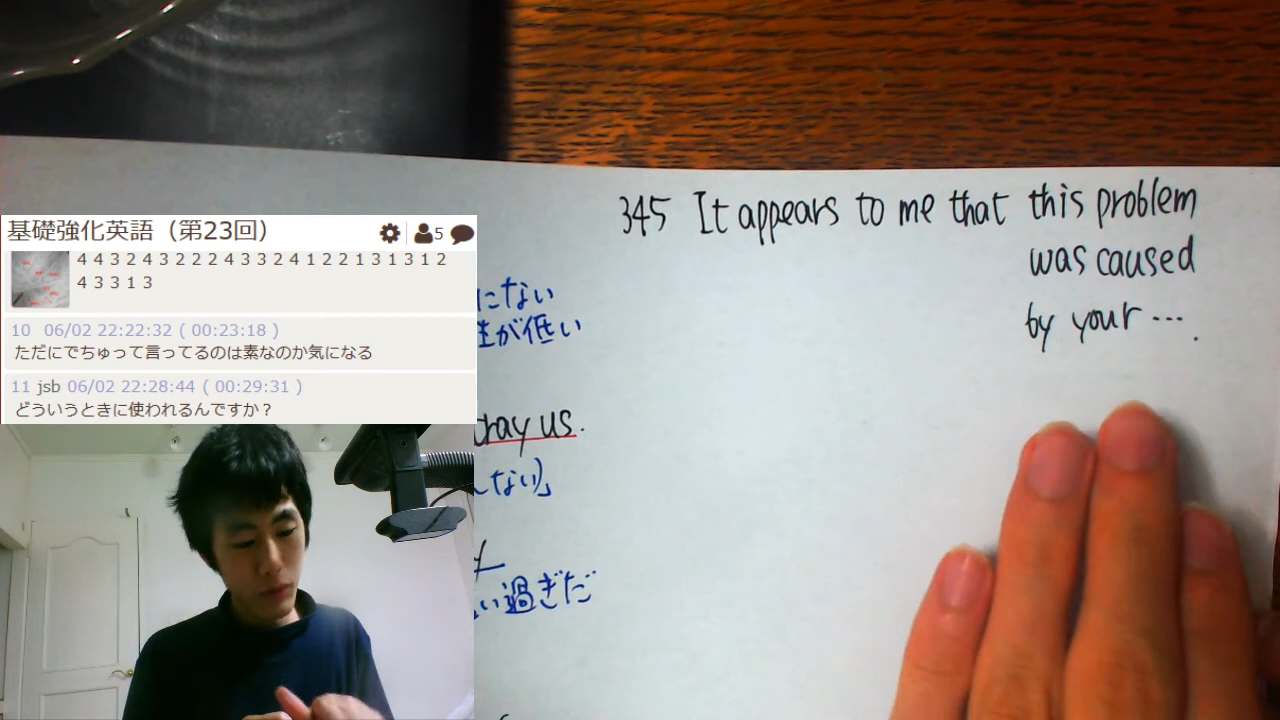 基礎強化英語（第23回）
5
4 4 3 2 4 3 2 2 2 4 3 3 2 4 1 2 2 1 3 1 3 1 2
4 3 3 1 3
10 06/02 22:22:32 ( 00:23:18 )
ただにでちゅって言ってるのは素なのか気になる
11 jsb 06/02 22:28:44 ( 00:29:31 )
どういうときに使われるんですか？
345 It appears to me that this problem
was caused
by your ….
にない
性が低い
tray us.
しない」
い過ぎだ